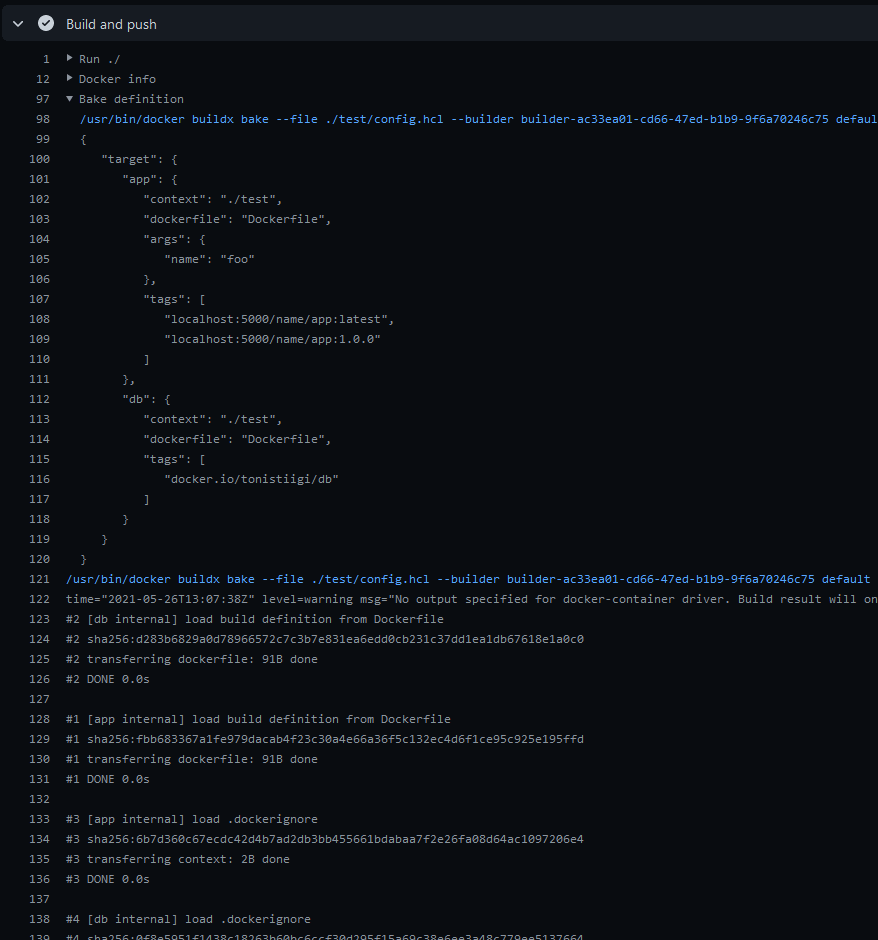 Build and push
1 Run ./
12 Docker info
97 Bake definition
98 /usr/bin/docker buildx bake --file ./test/config.hcl --builder builder-ac33ea01-cd66-47ed-b1b9-9f6a70246c75 defaul
99 {
100 "target": {
101 "app": {
102 "context": "./test",
103 "dockerfile": "Dockerfile",
104 "args": {
105 "name": "foo"
106 },
107 "tags": [
108 "localhost:5000/name/app:latest",
109 "localhost:5000/name/app:1.0.0"
110 ]
111 },
112 "db": {
113 "context": "./test",
114 "dockerfile": "Dockerfile",
115 "tags": [
116 "docker.io/tonistiigi/db"
117 ]
118 }
119 }
120 }
121 /usr/bin/docker buildx bake --file ./test/config.hcl --builder builder-ac33ea01-cd66-47ed-b1b9-9f6a70246c75 default
122 time="2021-05-26T13:07:38Z" level=warning msg="No output specified for docker-container driver. Build result will on
123 #2 [db internal] load build definition from Dockerfile
124 #2 sha256:d283b6829a0d78966572c7c3b7e831ea6edd0cb231c37dd1ea1db67618e1a0c0
125 #2 transferring dockerfile: 91B done
126 #2 DONE 0.0s
127
128 #1 [app internal] load build definition from Dockerfile
129 #1 sha256:fbb683367a1fe979dacab4f23c30a4e66a36f5c132ec4d6f1ce95c925e195ffd
130 #1 transferring dockerfile: 91B done
131 #1 DONE 0.0s
132
133 #3 [app internal] load .dockerignore
134 #3 sha256:6b7d360c67ecdc42d4b7ad2db3bb455661bdabaa7f2e26fa08d64ac1097206e4
135 #3 transferring context: 2B done
136 #3 DONE 0.0s
137
138 #4 [db internal] load .dockerignore
139 #4